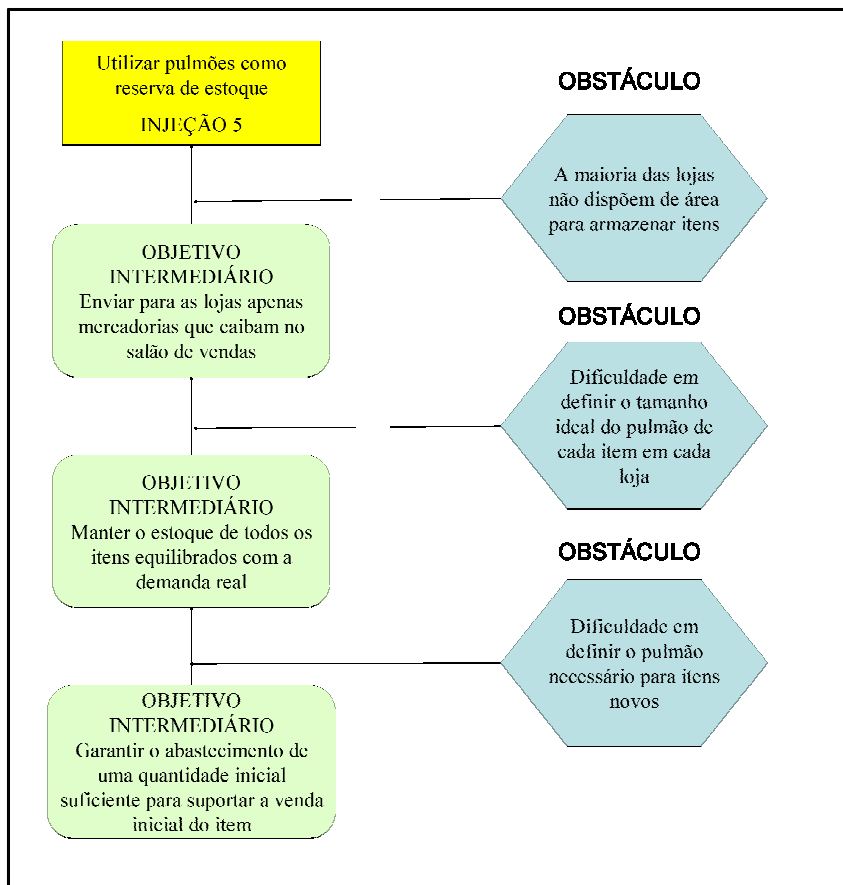 Utilizar pulmões como
reserva de estoque
INJEÇÃO 5
OBSTÁCULO
A maioria das lojas
não dispõem de área
para armazenar itens
OBJETIVO
INTERMEDIÁRIO
Enviar para as lojas apenas
mercadorias que caibam no
salão de vendas
OBSTÁCULO
Dificuldade em
definir o tamanho
ideal do pulmão de
cada item em cada
loja
OBJETIVO
INTERMEDIÁRIO
Manter o estoque de todos os
itens equilibrados com a
demanda real
OBSTÁCULO
Dificuldade em
definir o pulmão
necessário para itens
novos
OBJETIVO
INTERMEDIÁRIO
Garantir o abastecimento de
uma quantidade inicial
suficiente para suportar a venda
inicial do item